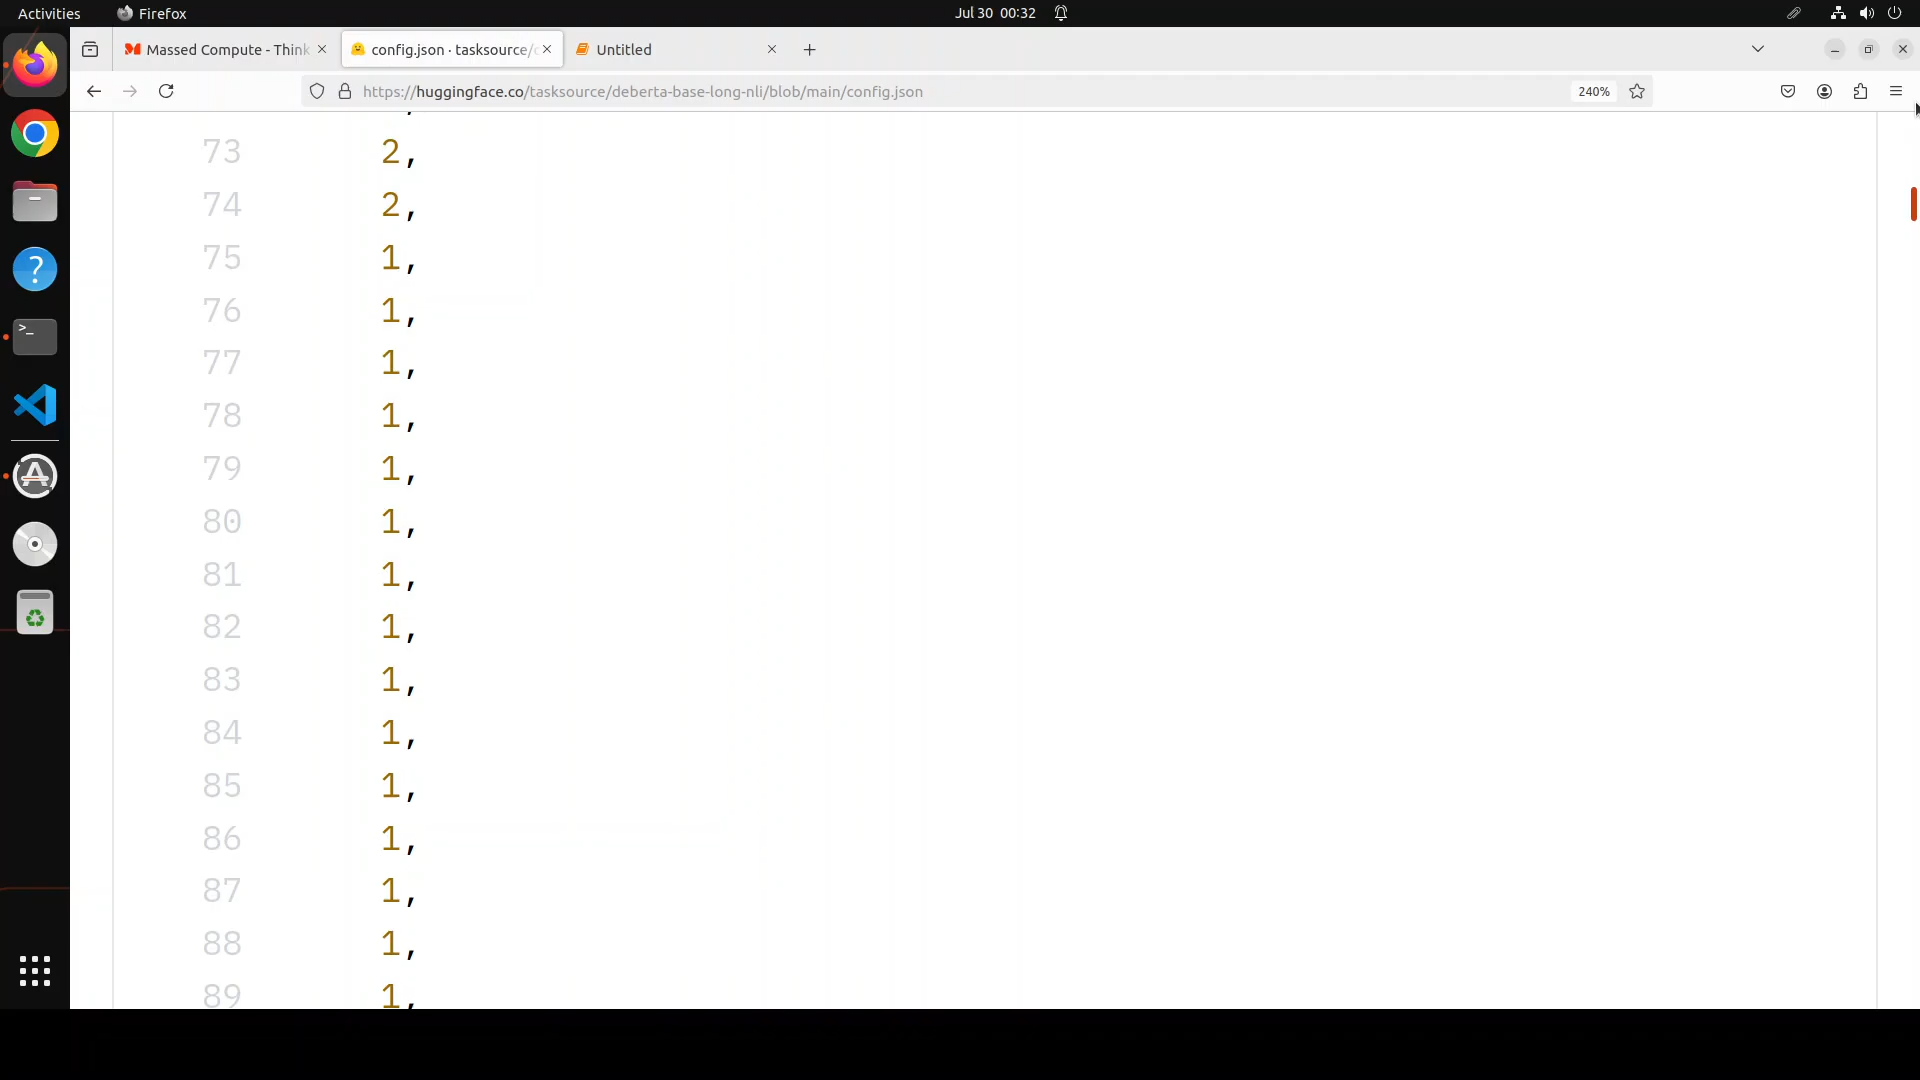 Activities
Firefox
Jul 30 00:32
Massed Compute - Think
config.json · tasksource/
Untitled
https://huggingface.co/tasksource/deberta-base-long-nli/blob/main/config.json
240%
73 2,
74 2,
75 1,
76 1,
77 1,
78 1,
79 1,
80 1,
81 1,
82 1,
83 1,
84 1,
85 1,
86 1,
87 1,
88 1,
89 1,